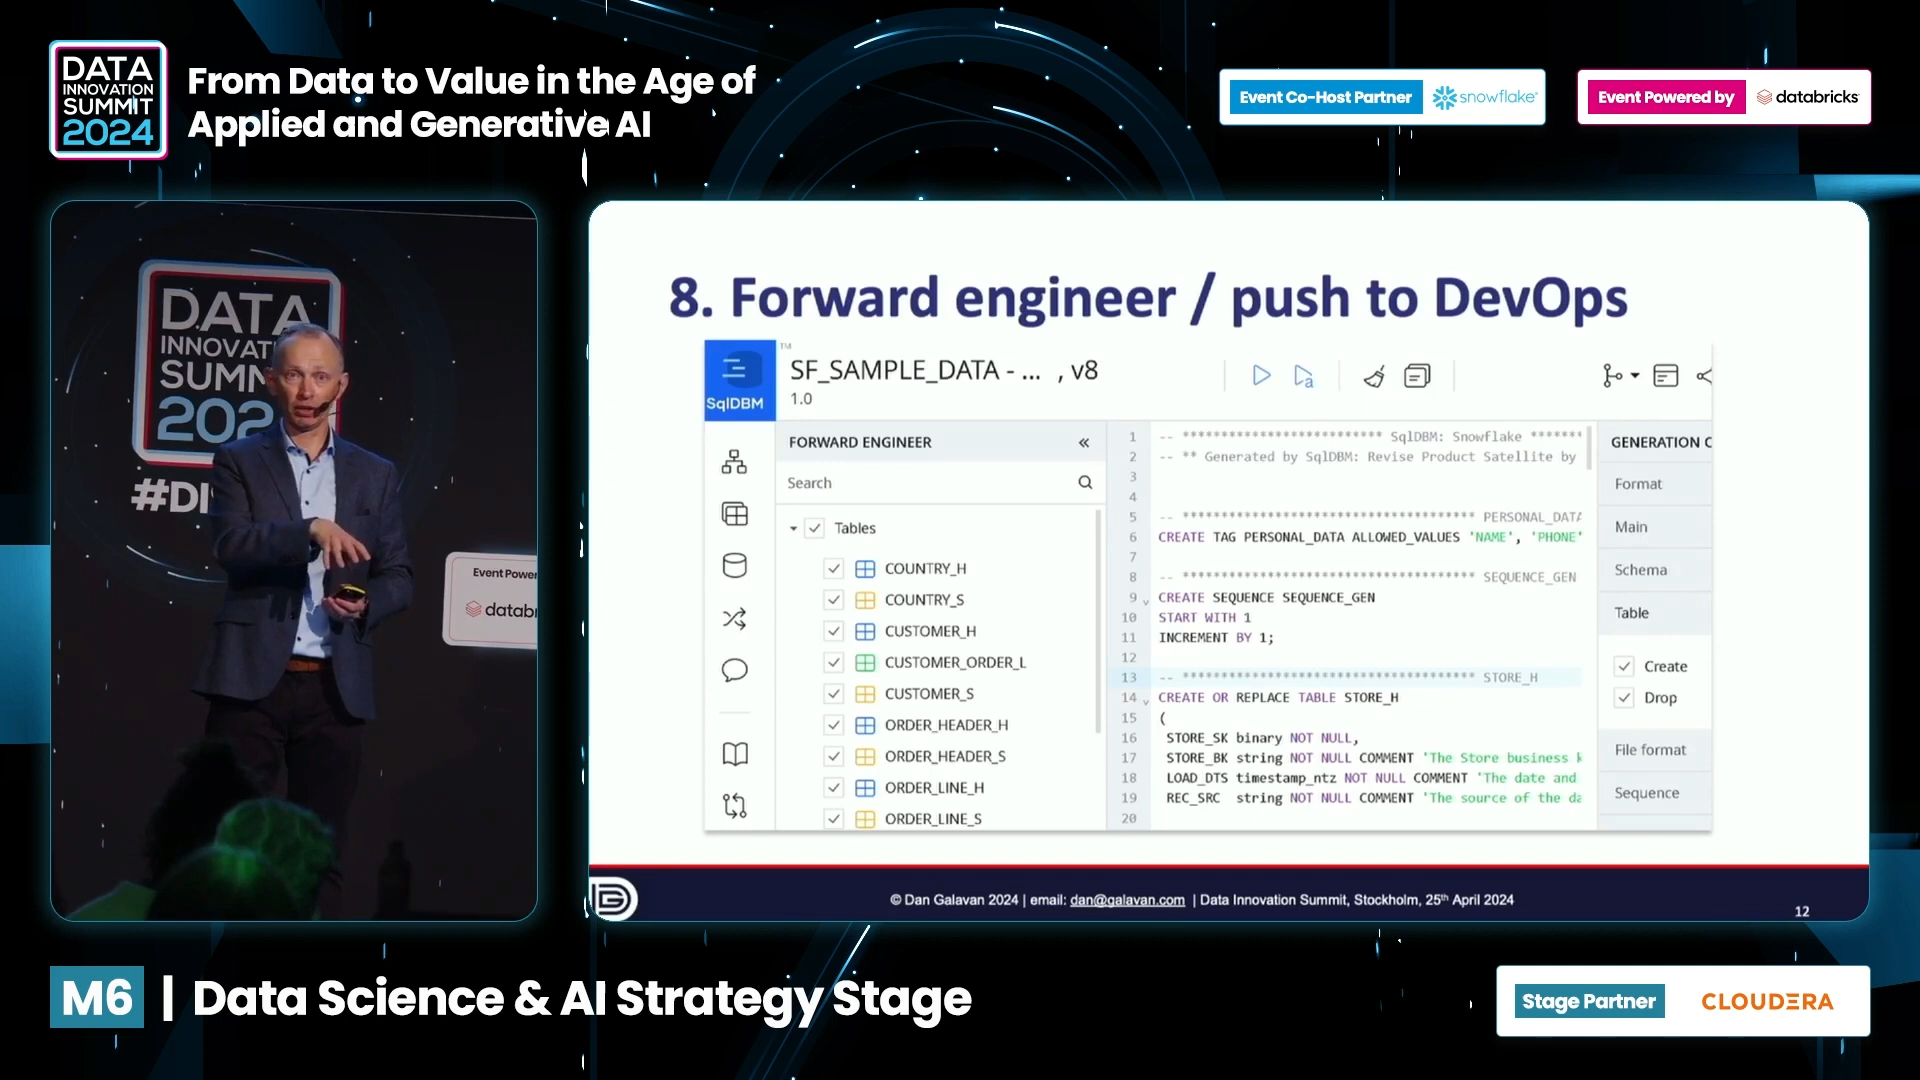 DATA
INNOVATION
SUMMIT
2024
From Data to Value in the Age of
Applied and Generative AI
Event Co-Host Partner
snowflake
Event Powered by
databricks
DATA
INNOVAT
SUMM
202
#DI
Event Power
datab
8. Forward engineer / push to DevOps
SqlDBM
TM
SF_SAMPLE_DATA - ... , v8
1.0
FORWARD ENGINEER «
Search
Tables
COUNTRY_H
COUNTRY_S
CUSTOMER_H
CUSTOMER_ORDER_L
CUSTOMER_S
ORDER_HEADER_H
ORDER_HEADER_S
ORDER_LINE_H
ORDER_LINE_S
1 -- ************************** SqlDBM: Snowflake *******
2 -- ** Generated by SqlDBM: Revise Product Satellite by
3
4
5 -- ************************************** PERSONAL_DATA
6 CREATE TAG PERSONAL_DATA ALLOWED_VALUES 'NAME', 'PHONE'
7
8 -- ************************************** SEQUENCE_GEN
9 CREATE SEQUENCE SEQUENCE_GEN
10 START WITH 1
11 INCREMENT BY 1;
12
13 -- ************************************** STORE_H
14 CREATE OR REPLACE TABLE STORE_H
15 (
16 STORE_SK binary NOT NULL,
17 STORE_BK string NOT NULL COMMENT 'The Store business k
18 LOAD_DTS timestamp_ntz NOT NULL COMMENT 'The date and
19 REC_SRC string NOT NULL COMMENT 'The source of the da
20
GENERATION O
Format
Main
Schema
Table
Create
Drop
File format
Sequence
© Dan Galavan 2024 | email: dan@galavan.com | Data Innovation Summit, Stockholm, 25th April 2024
12
M6 | Data Science & AI Strategy Stage
Stage Partner
CLOUDERA